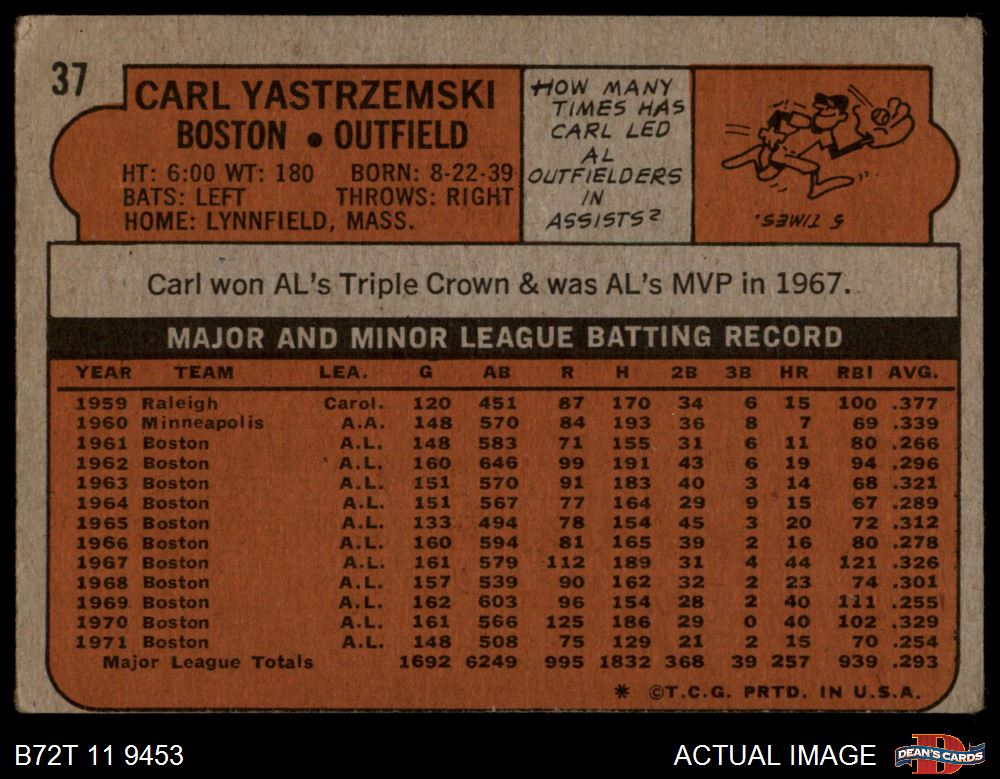 37
CARL YASTRZEMSKI
BOSTON • OUTFIELD
HT: 6:00 WT: 180 BORN: 8-22-39
BATS: LEFT THROWS: RIGHT
HOME: LYNNFIELD, MASS.
HOW MANY
TIMES HAS
CARL LED
AL
OUTFIELDERS
IN
ASSISTS?
5 TIMES.
Carl won AL's Triple Crown & was AL's MVP in 1967.
MAJOR AND MINOR LEAGUE BATTING RECORD
YEAR TEAM LEA. G AB R H 2B 3B HR RBI AVG.
1959 Raleigh Carol. 120 451 87 170 34 6 15 100 .377
1960 Minneapolis A.A. 148 570 84 193 36 8 7 69 .339
1961 Boston A.L. 148 583 71 155 31 6 11 80 .266
1962 Boston A.L. 160 646 99 191 43 6 19 94 .296
1963 Boston A.L. 151 570 91 183 40 3 14 68 .321
1964 Boston A.L. 151 567 77 164 29 9 15 67 .289
1965 Boston A.L. 133 494 78 154 45 3 20 72 .312
1966 Boston A.L. 160 594 81 165 39 2 16 80 .278
1967 Boston A.L. 161 579 112 189 31 4 44 121 .326
1968 Boston A.L. 157 539 90 162 32 2 23 74 .301
1969 Boston A.L. 162 603 96 154 28 2 40 111 .255
1970 Boston A.L. 161 566 125 186 29 0 40 102 .329
1971 Boston A.L. 148 508 75 129 21 2 15 70 .254
Major League Totals 1692 6249 995 1832 368 39 257 939 .293
* ©T.C.G. PRTD. IN U.S.A.
B72T 11 9453
ACTUAL IMAGE
DEAN'S CARDS